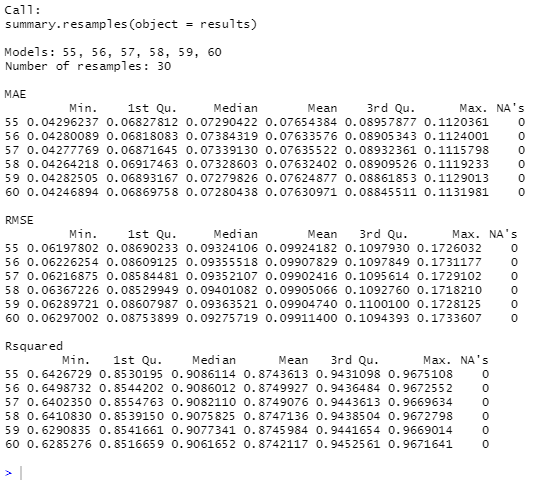 Call:
summary.resamples(object = results)
Models: 55, 56, 57, 58, 59, 60
Number of resamples: 30
MAE
Min. 1st Qu. Median Mean 3rd Qu. Max. NA's
55 0.04296237 0.06827812 0.07290422 0.07654384 0.08957877 0.1120361 0
56 0.04280089 0.06818083 0.07384319 0.07633576 0.08905343 0.1124001 0
57 0.04277769 0.06871645 0.07339130 0.07635522 0.08932361 0.1115798 0
58 0.04264218 0.06917463 0.07328603 0.07632402 0.08909526 0.1119233 0
59 0.04282505 0.06893167 0.07279826 0.07624877 0.08861853 0.1129013 0
60 0.04246894 0.06869758 0.07280438 0.07630971 0.08845511 0.1131981 0
RMSE
Min. 1st Qu. Median Mean 3rd Qu. Max. NA's
55 0.06197802 0.08690233 0.09324106 0.09924182 0.1097930 0.1726032 0
56 0.06226254 0.08609125 0.09355518 0.09907829 0.1097849 0.1731177 0
57 0.06216875 0.08584481 0.09352107 0.09902416 0.1095614 0.1729102 0
58 0.06367226 0.08529949 0.09401082 0.09905066 0.1092760 0.1718210 0
59 0.06289721 0.08607987 0.09363521 0.09904740 0.1100100 0.1728125 0
60 0.06297002 0.08753899 0.09275719 0.09911400 0.1094393 0.1733607 0
Rsquared
Min. 1st Qu. Median Mean 3rd Qu. Max. NA's
55 0.6426729 0.8530195 0.9086114 0.8743613 0.9431098 0.9675108 0
56 0.6498732 0.8544202 0.9086012 0.8749927 0.9436484 0.9672552 0
57 0.6402350 0.8554763 0.9082110 0.8749076 0.9443613 0.9669634 0
58 0.6410830 0.8539150 0.9075825 0.8747136 0.9438504 0.9672798 0
59 0.6290835 0.8541661 0.9077341 0.8745984 0.9441654 0.9669014 0
60 0.6285276 0.8516659 0.9061652 0.8742117 0.9452561 0.9671641 0
>